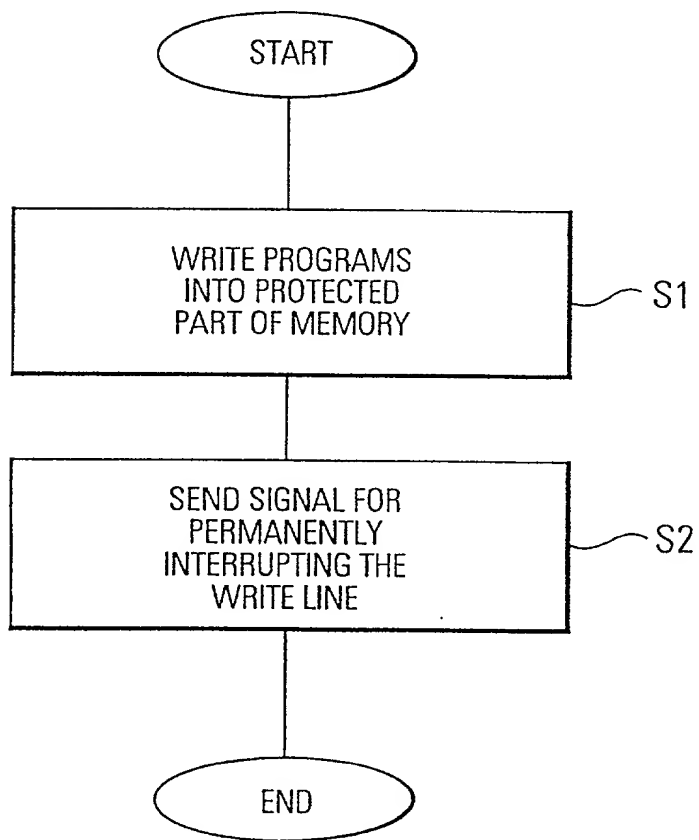 START
WRITE PROGRAMS
INTO PROTECTED
PART OF MEMORY
S1
SEND SIGNAL FOR
PERMANENTLY
INTERRUPTING THE
WRITE LINE
S2
END